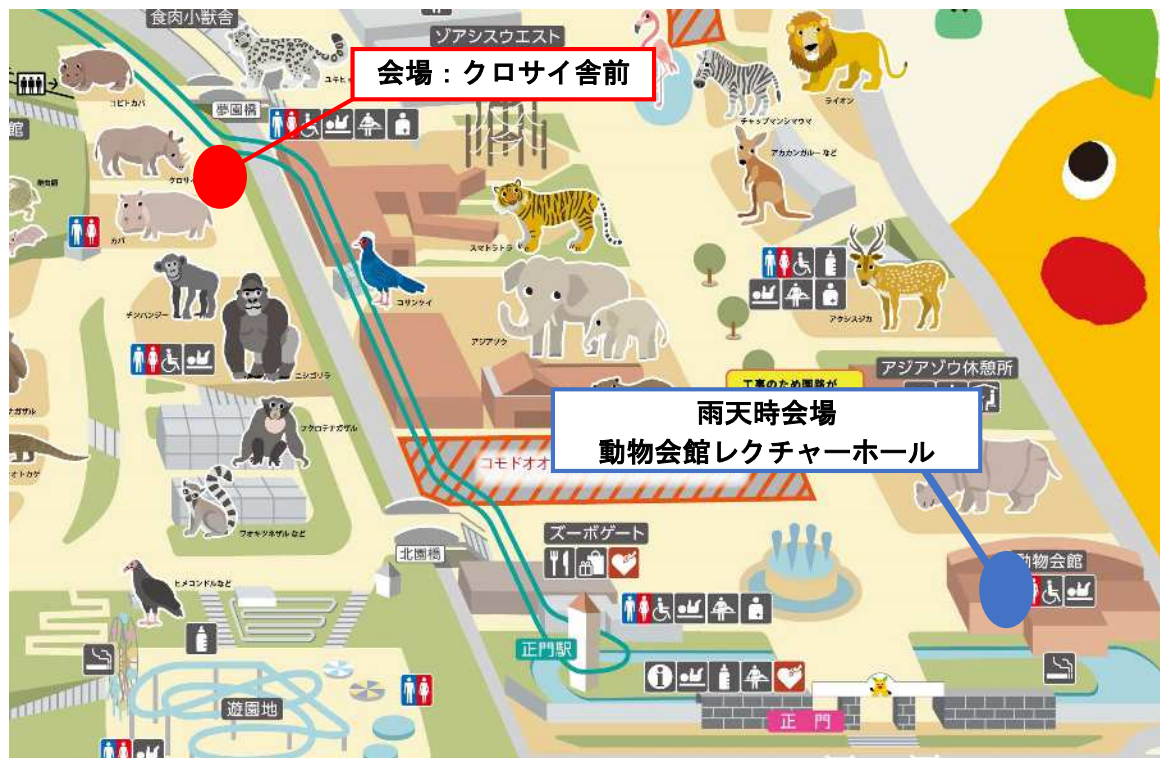 食肉小獣舎
ゾアシスウエスト
会場：クロサイ舎前
コビトカバ
夢園橋
ライオン
チャップマンシマウマ
アカカンガルーなど
館
カバ
スマトラトラ
コサンケイ
アクシスジカ
チンパンジー
アジアゾウ
ニシゴリラ
アジアゾウ休憩所
工事のため園路が
雨天時会場
動物会館レクチャーホール
フクロテナガザル
コモドオオ
ワオキツネザルなど
ズーボゲート
北園橋
動物会館
ヒメコンドルなど
正門駅
遊園地
正門